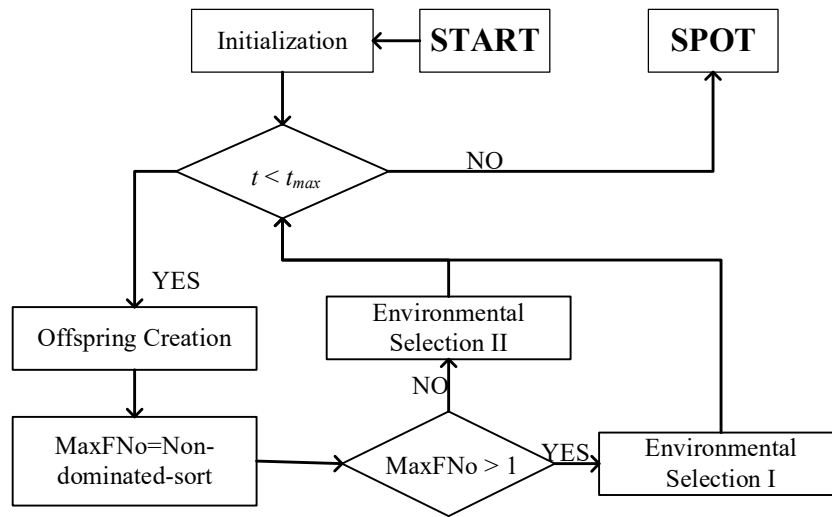 Initialization
START
SPOT
NO
t < tmax
YES
Offspring Creation
Environmental
Selection II
NO
MaxFNo=Non-
dominated-sort
MaxFNo > 1
YES
Environmental
Selection I